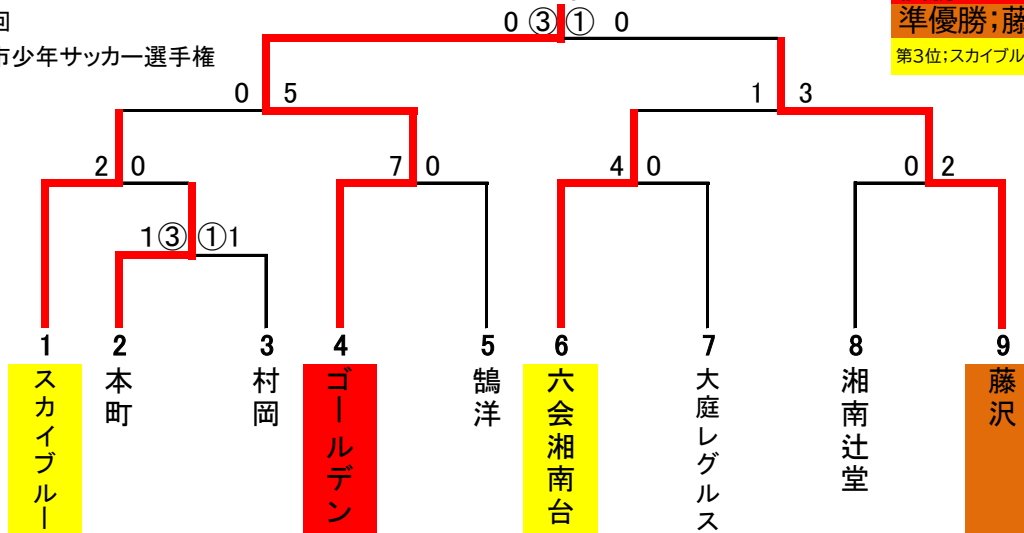 回
市少年サッカー選手権
準優勝;藤
第3位;スカイブル
0 ③ ① 0
0 5
1 3
2 0
7 0
4 0
0 2
1 ③ ① 1
1 2 3 4 5 6 7 8 9
スカイブルー
本町
村岡
ゴールデン
鵠洋
六会湘南台
大庭レグルス
湘南辻堂
藤沢